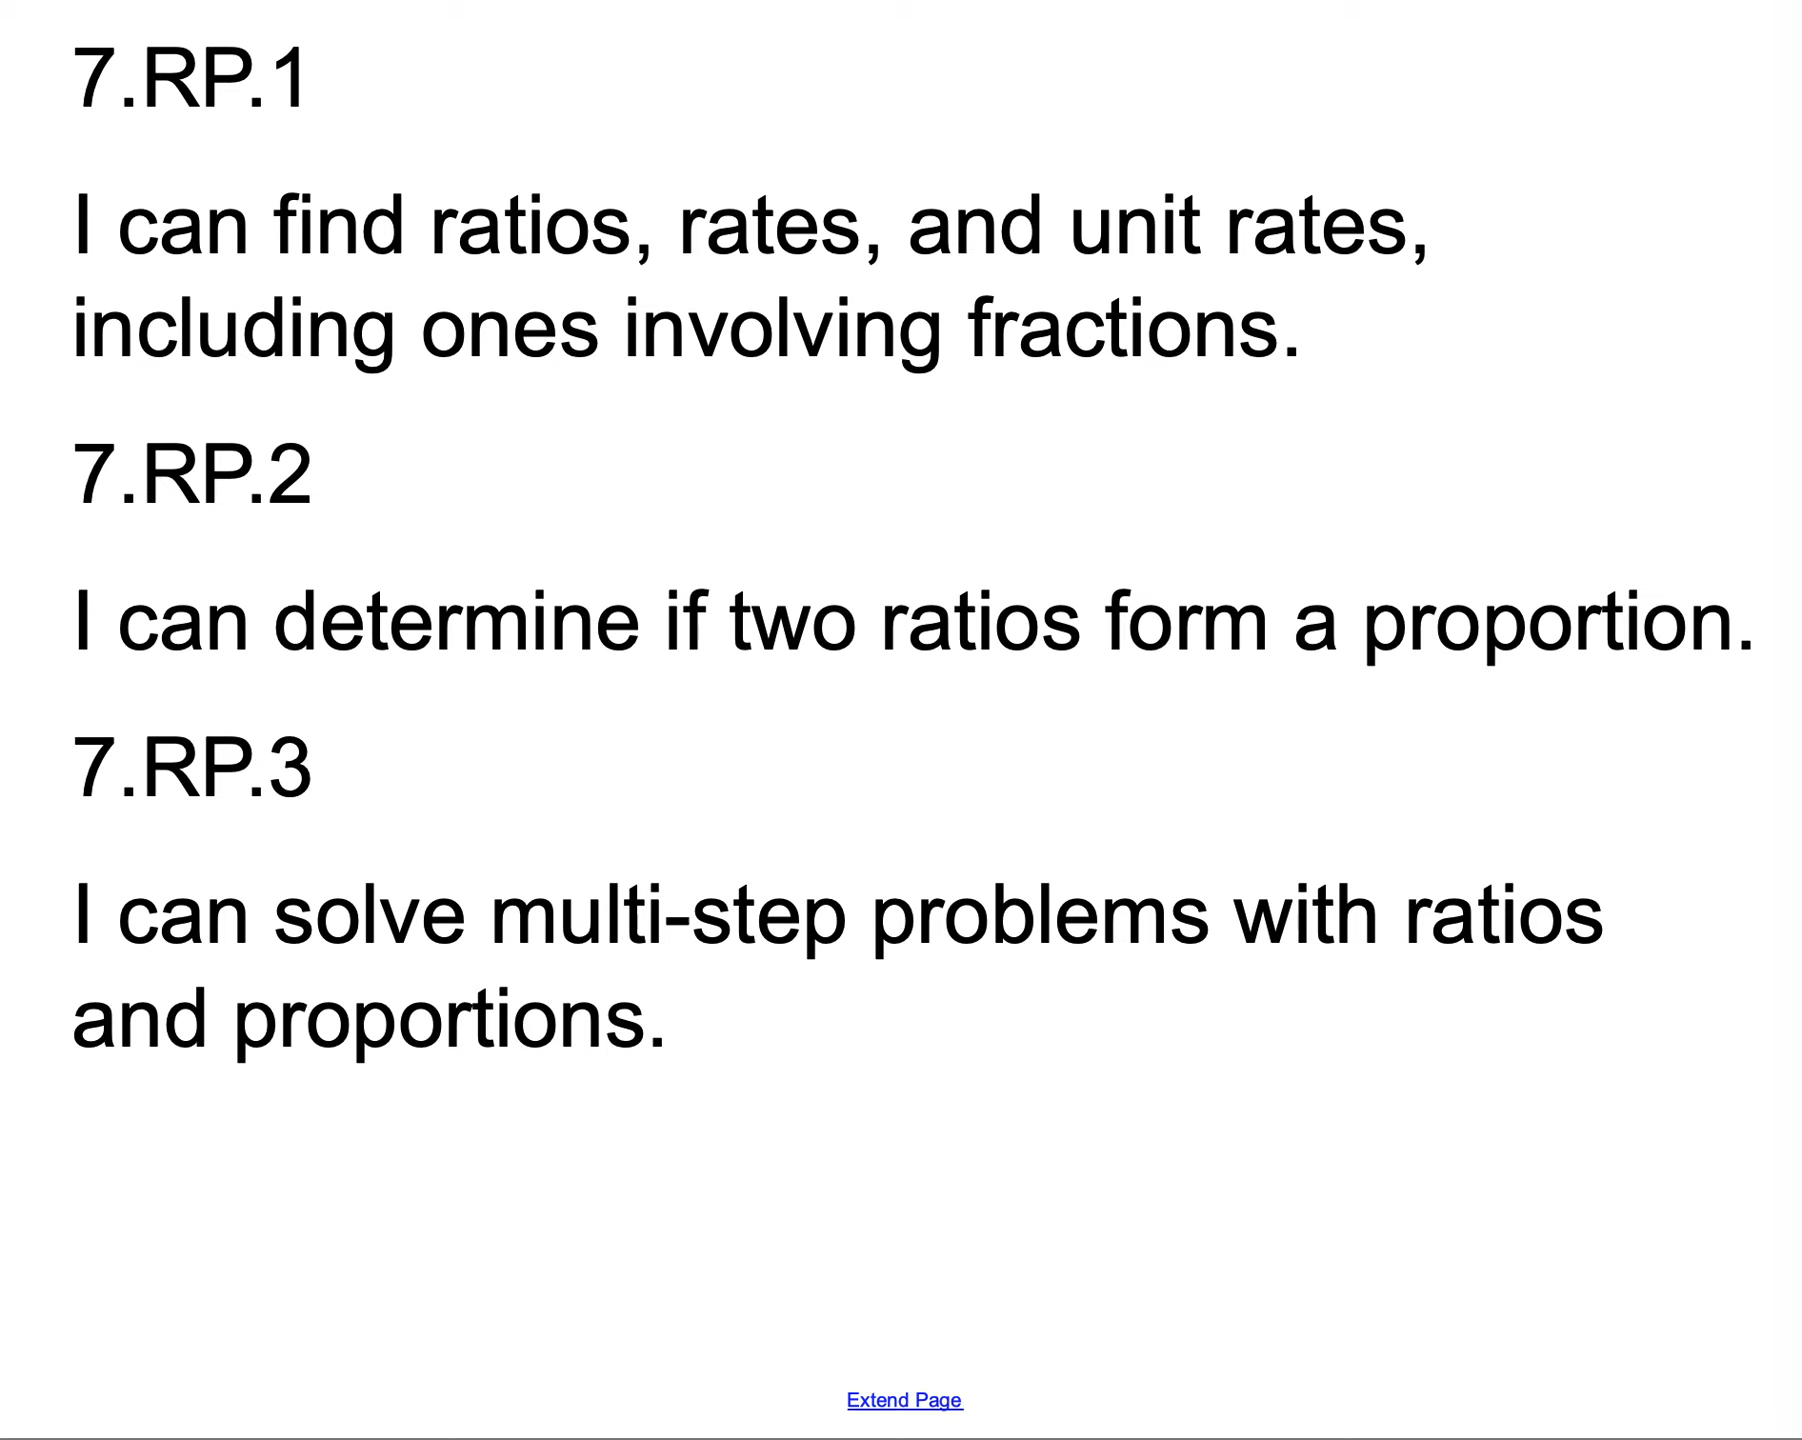 7.RP.1
I can find ratios, rates, and unit rates,
including ones involving fractions.
7.RP.2
I can determine if two ratios form a proportion.
7.RP.3
I can solve multi-step problems with ratios
and proportions.
Extend Page